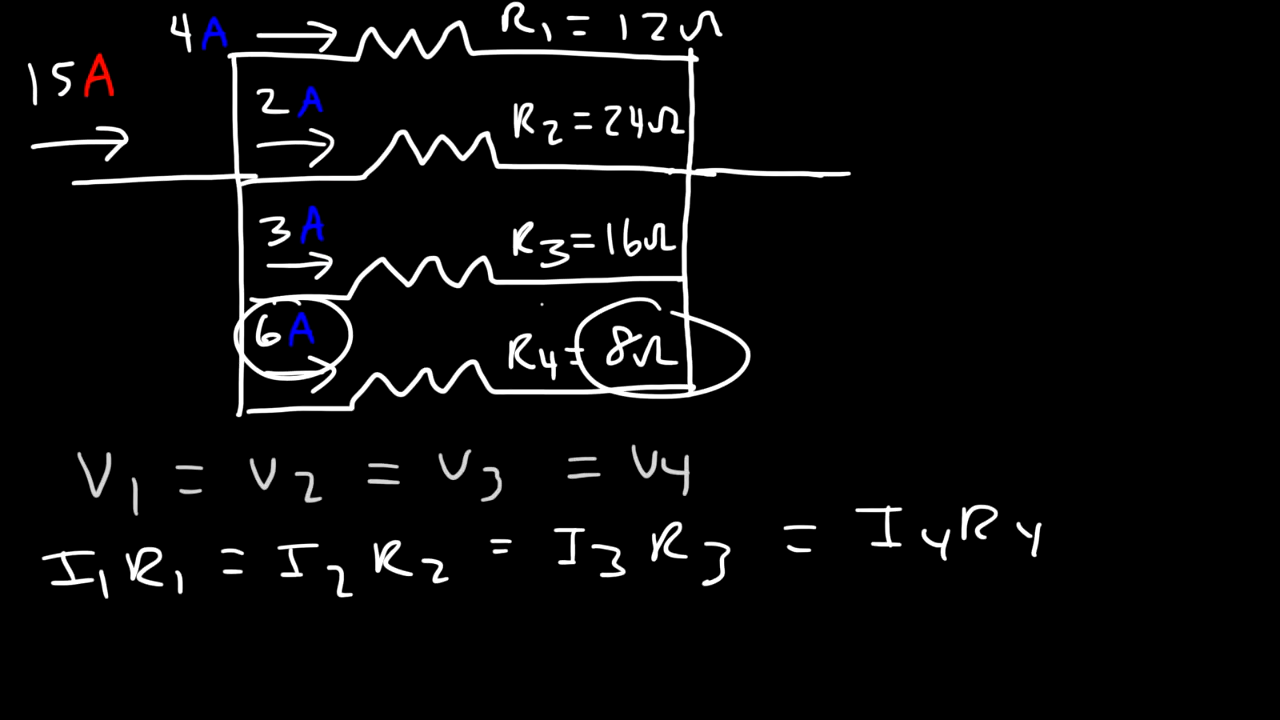 4A R1 = 12Ω
15A
2A R2 = 24Ω
3A R3 = 16Ω
6A R4 = 8Ω
V1 = V2 = V3 = V4
I1R1 = I2R2 = I3R3 = I4R4